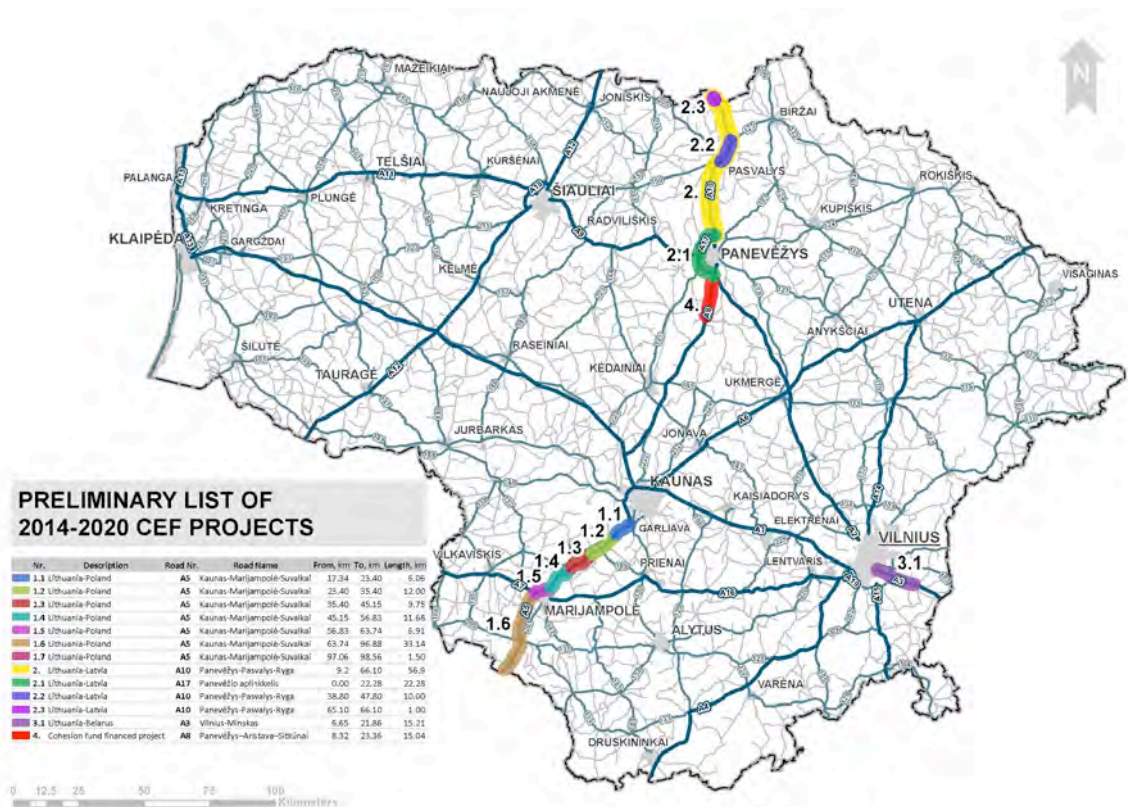 N
MAŽEIKIAI
NAUJOJI AKMENĖ
JONIŠKIS
2.3
BIRŽAI
2.2
PALANGA
TELŠIAI
KURŠĖNAI
PASVALYS
ROKIŠKIS
KRETINGA
PLUNGĖ
ŠIAULIAI
2.
RADVILIŠKIS
KUPIŠKIS
KLAIPĖDA
GARGŽDAI
2.1
PANEVĖŽYS
KELMĖ
VISAGINAS
4.
UTENA
ANYKŠČIAI
ŠILUTĖ
RASEINIAI
TAURAGĖ
KĖDAINIAI
UKMERGĖ
JURBARKAS
JONAVA
KAUNAS
KAIŠIADORYS
1.1
GARLIAVA
ELEKTRĖNAI
1.2
VILNIUS
1.3
VILKAVIŠKIS
1.4
PRIENAI
LENTVARIS
3.1
1.5
MARIJAMPOLĖ
1.6
ALYTUS
VARĖNA
DRUSKININKAI
PRELIMINARY LIST OF
2014-2020 CEF PROJECTS
Nr. Description Road Nr. Road Name From, km To, km Length, km
1.1 Lithuania-Poland A5 Kaunas-Marijampolė-Suvalkai 17.34 23.40 6.06
1.2 Lithuania-Poland A5 Kaunas-Marijampolė-Suvalkai 23.40 35.40 12.00
1.3 Lithuania-Poland A5 Kaunas-Marijampolė-Suvalkai 35.40 45.15 9.75
1.4 Lithuania-Poland A5 Kaunas-Marijampolė-Suvalkai 45.15 56.83 11.68
1.5 Lithuania-Poland A5 Kaunas-Marijampolė-Suvalkai 56.83 63.74 6.91
1.6 Lithuania-Poland A5 Kaunas-Marijampolė-Suvalkai 63.74 96.88 33.14
1.7 Lithuania-Poland A5 Kaunas-Marijampolė-Suvalkai 97.06 98.56 1.50
2. Lithuania-Latvia A10 Panevėžys-Pasvalys-Ryga 9.2 66.10 56.9
2.1 Lithuania-Latvia A17 Panevėžio aplinkkelis 0.00 22.28 22.28
2.2 Lithuania-Latvia A10 Panevėžys-Pasvalys-Ryga 38.80 47.80 10.00
2.3 Lithuania-Latvia A10 Panevėžys-Pasvalys-Ryga 65.10 66.10 1.00
3.1 Lithuania-Belarus A3 Vilnius-Minskas 6.65 21.86 15.21
4. Cohesion fund financed project A8 Panevėžys-Aristava-Sitkūnai 8.32 23.36 15.04
0 12.5 25 50 75 100
Kilometers